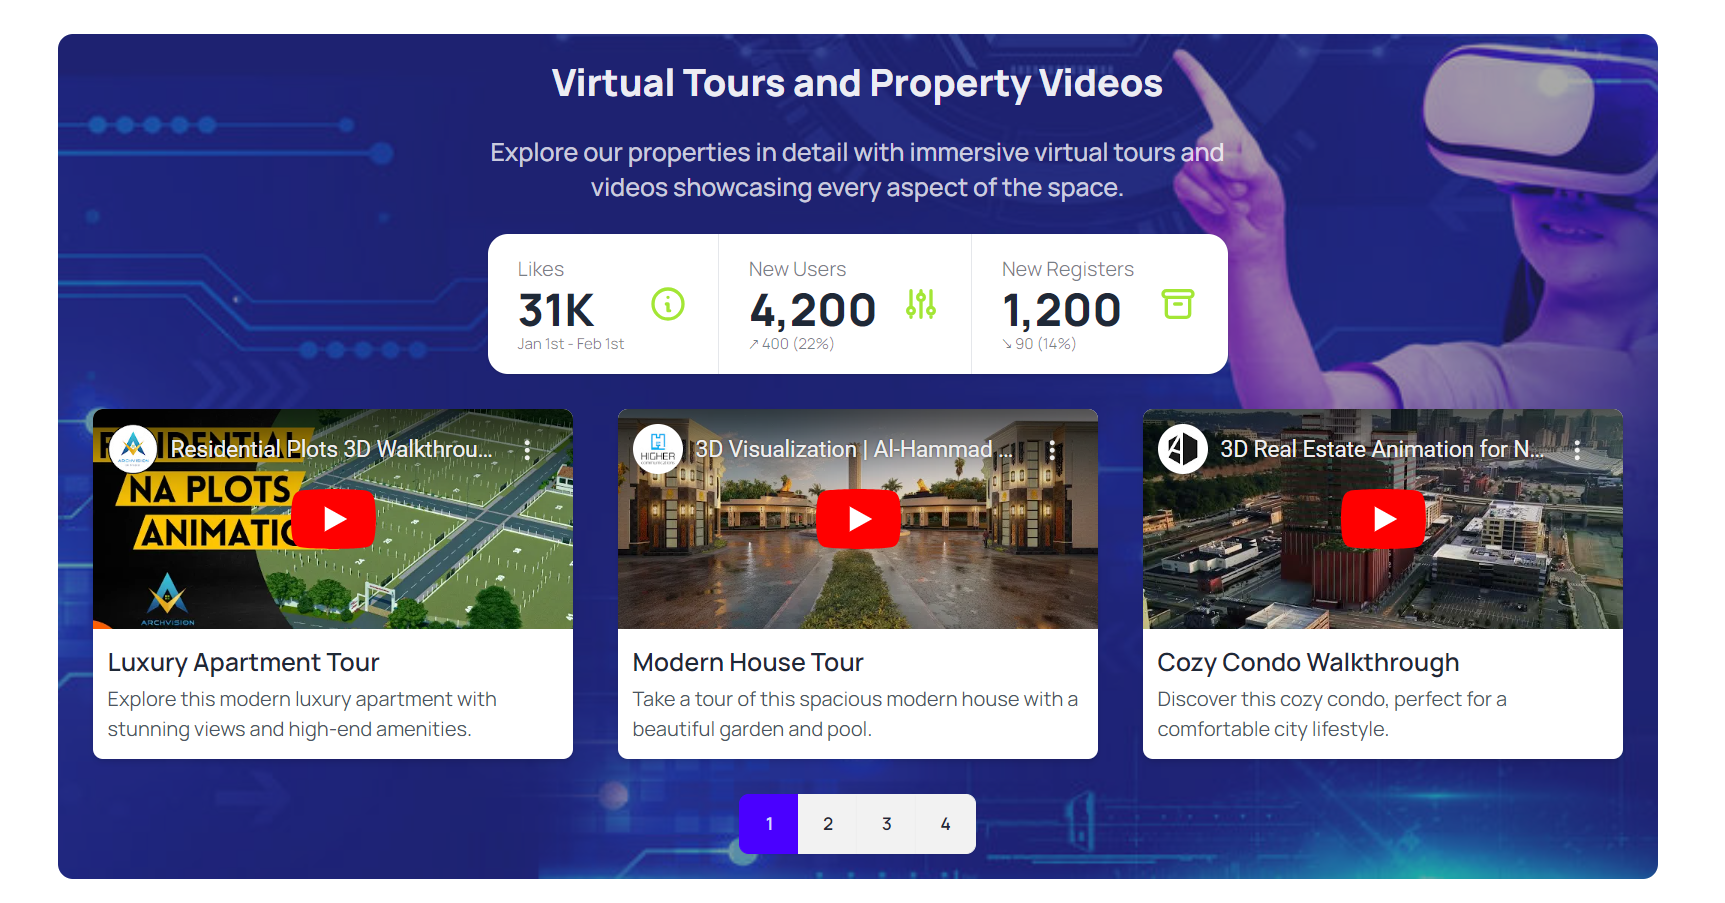 Virtual Tours and Property Videos
Explore our properties in detail with immersive virtual tours and
videos showcasing every aspect of the space.
Likes
31K
Jan 1st - Feb 1st
New Users
4,200
↗︎ 400 (22%)
New Registers
1,200
↘︎ 90 (14%)
Residential Plots 3D Walkthrou...
NA PLOTS
ANIMATIO
ARCHVISION
Luxury Apartment Tour
Explore this modern luxury apartment with
stunning views and high-end amenities.
HIGHER
3D Visualization | Al-Hammad ...
Modern House Tour
Take a tour of this spacious modern house with a
beautiful garden and pool.
3D Real Estate Animation for N...
Cozy Condo Walkthrough
Discover this cozy condo, perfect for a
comfortable city lifestyle.
1 2 3 4